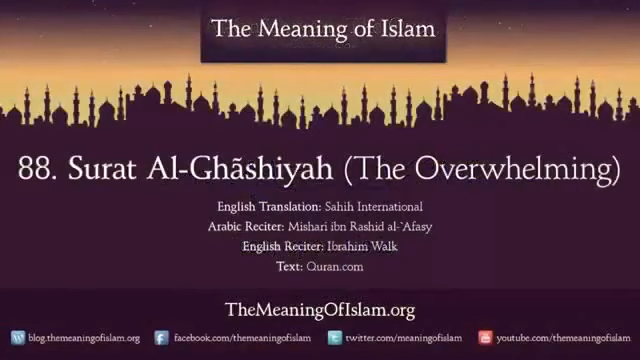 The Meaning of Islam
88. Surat Al-Ghãshiyah (The Overwhelming)
English Translation: Sahih International
Arabic Reciter: Mishari ibn Rashid al-`Afasy
English Reciter: Ibrahim Walk
Text: Quran.com
TheMeaningOfIslam.org
blog.themeaningofislam.org facebook.com/themeaningofislam twitter.com/meaningofislam youtube.com/themeaningofislam